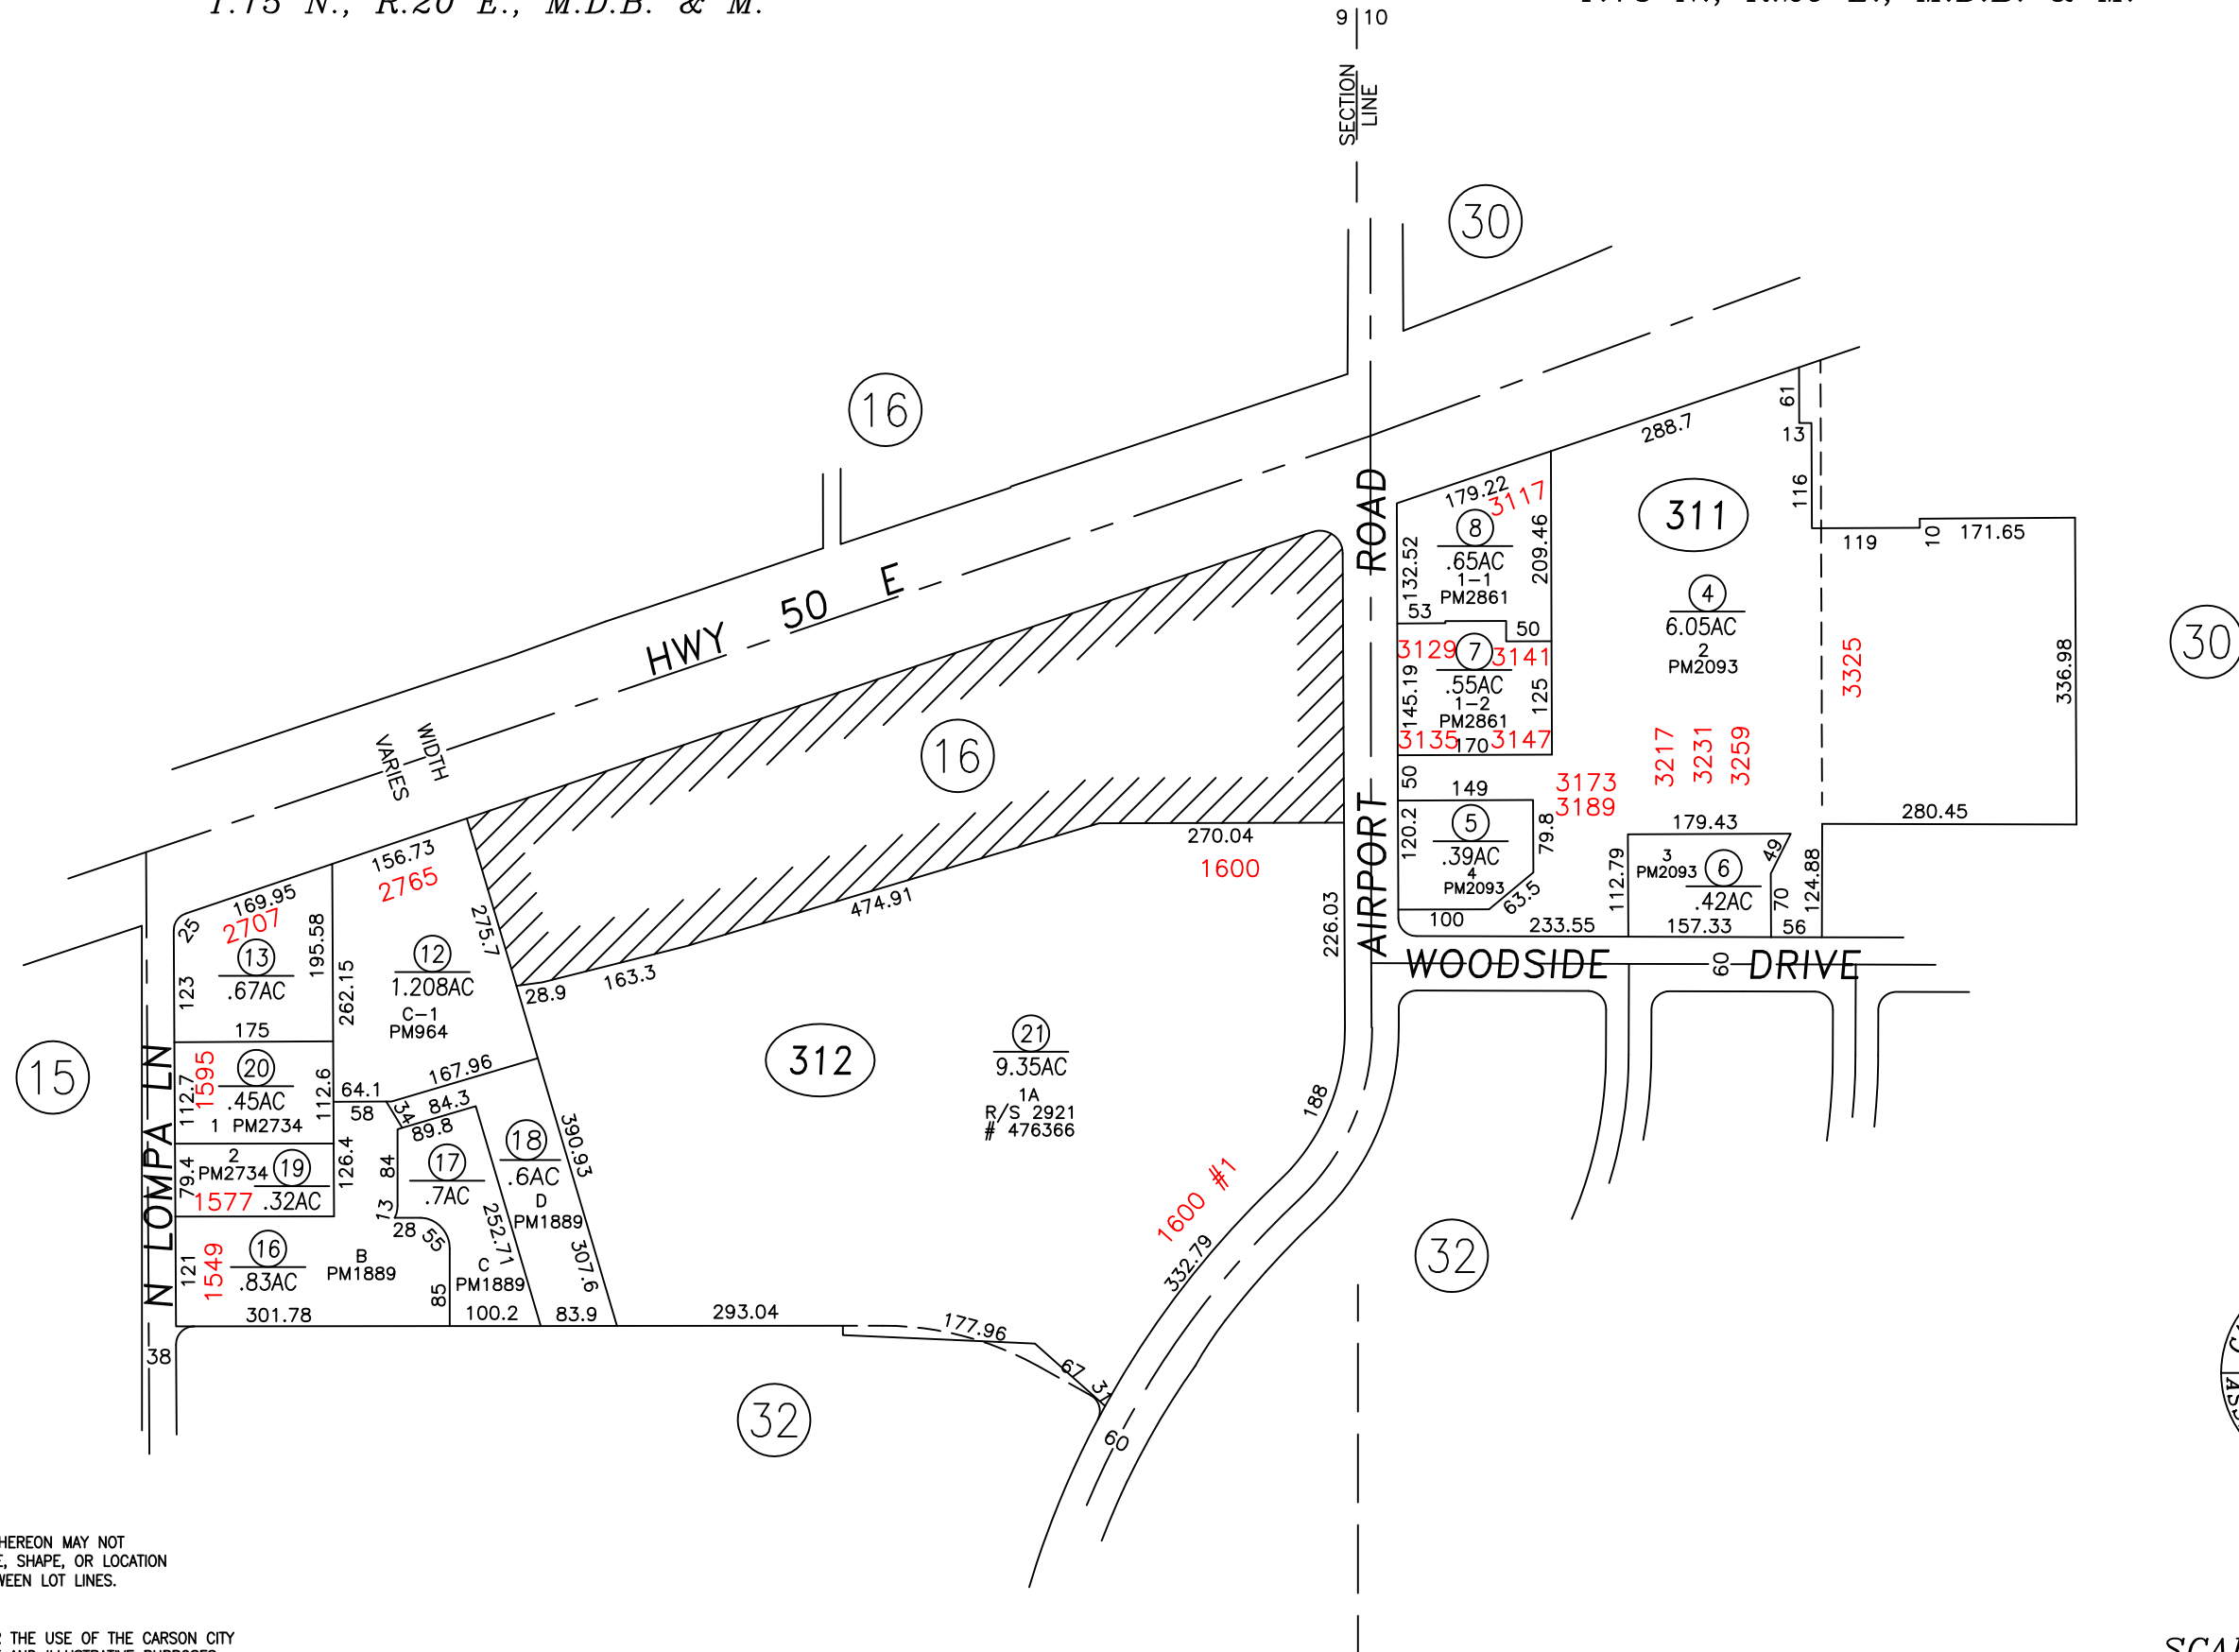 T.15 N., R.20 E., M.D.B. & M.
9 | 10
SECTION
LINE
30
16
HWY 50 E
WIDTH
VARIES
AIRPORT ROAD
16
288.7
61
13
116
119
10
171.65
336.98
280.45
30
311
179.22
3117
8
.65AC
1-1
PM2861
132.52
209.46
53
50
3129
7
3141
.55AC
1-2
PM2861
145.19
125
3135
170
3147
4
6.05AC
2
PM2093
3325
3217
3231
3259
3173
3189
50
149
5
.39AC
4
PM2093
120.2
79.8
63.5
100
233.55
179.43
3
PM2093
6
.42AC
112.79
49
70
124.88
157.33
56
WOODSIDE DRIVE
60
270.04
1600
474.91
163.3
28.9
226.03
188
156.73
2765
275.7
12
1.208AC
C-1
PM964
262.15
169.95
2707
25
13
.67AC
123
195.58
175
15
N LOMPA LN
1595
20
.45AC
1 PM2734
112.7
112.6
64.1
167.96
58
34
84.3
89.8
2
PM2734
19
1577
.32AC
79.4
126.4
84
17
.7AC
13
28
55
18
.6AC
D
PM1889
390.93
252.71
307.6
1549
16
.83AC
121
B
PM1889
C
PM1889
85
301.78
100.2
83.9
293.04
177.96
67
38
312
21
9.35AC
1A
R/S 2921
# 476366
1600 #1
332.79
60
32
32
HEREON MAY NOT
SHAPE, OR LOCATION
LOT LINES.
THE USE OF THE CARSON CITY